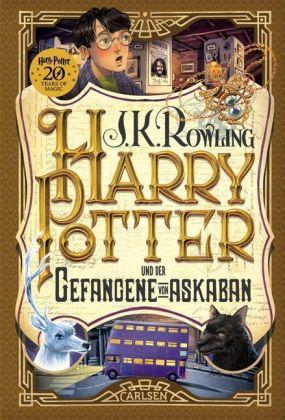 Harry Potter
20
YEARS OF
MAGIC
J.K. ROWLING
HARRY
POTTER
UND DER
GEFANGENE VON ASKABAN
CARLSEN